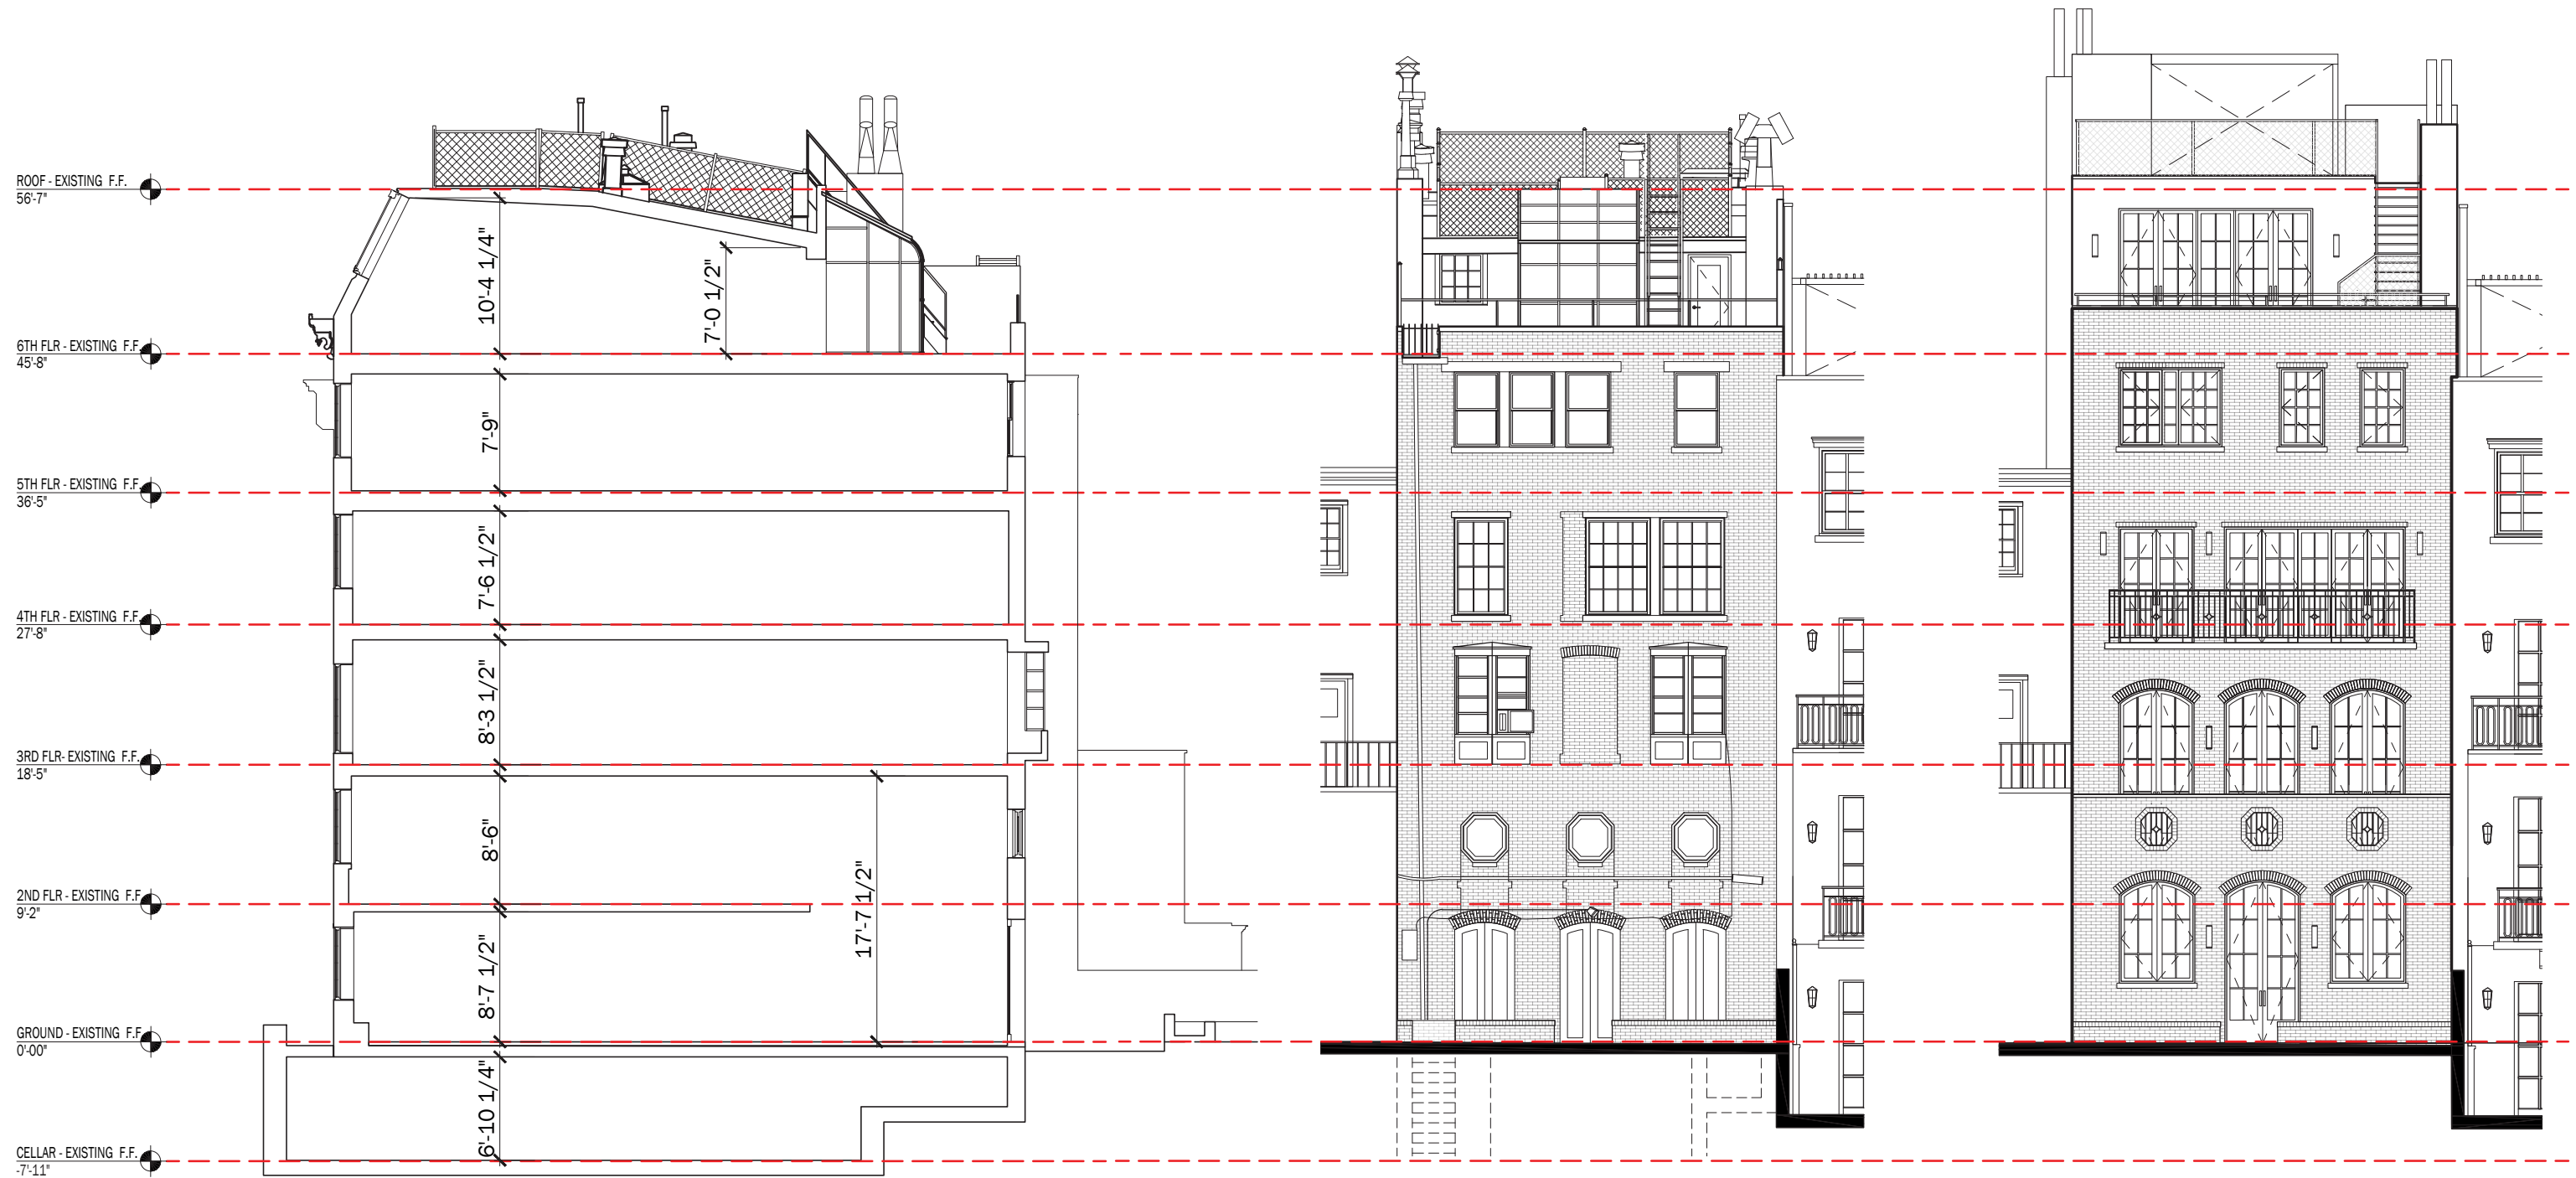 ROOF - EXISTING F.F.
56'-7"
10'-4 1/4"
7'-0 1/2"
6TH FLR - EXISTING F.F.
45'-8"
7'-9"
5TH FLR - EXISTING F.F.
36'-5"
7'-6 1/2"
4TH FLR - EXISTING F.F.
27'-8"
8'-3 1/2"
3RD FLR- EXISTING F.F.
18'-5"
8'-6"
17'-7 1/2"
2ND FLR - EXISTING F.F.
9'-2"
8'-7 1/2"
GROUND - EXISTING F.F.
0'-00"
6'-10 1/4"
CELLAR - EXISTING F.F.
-7'-11"